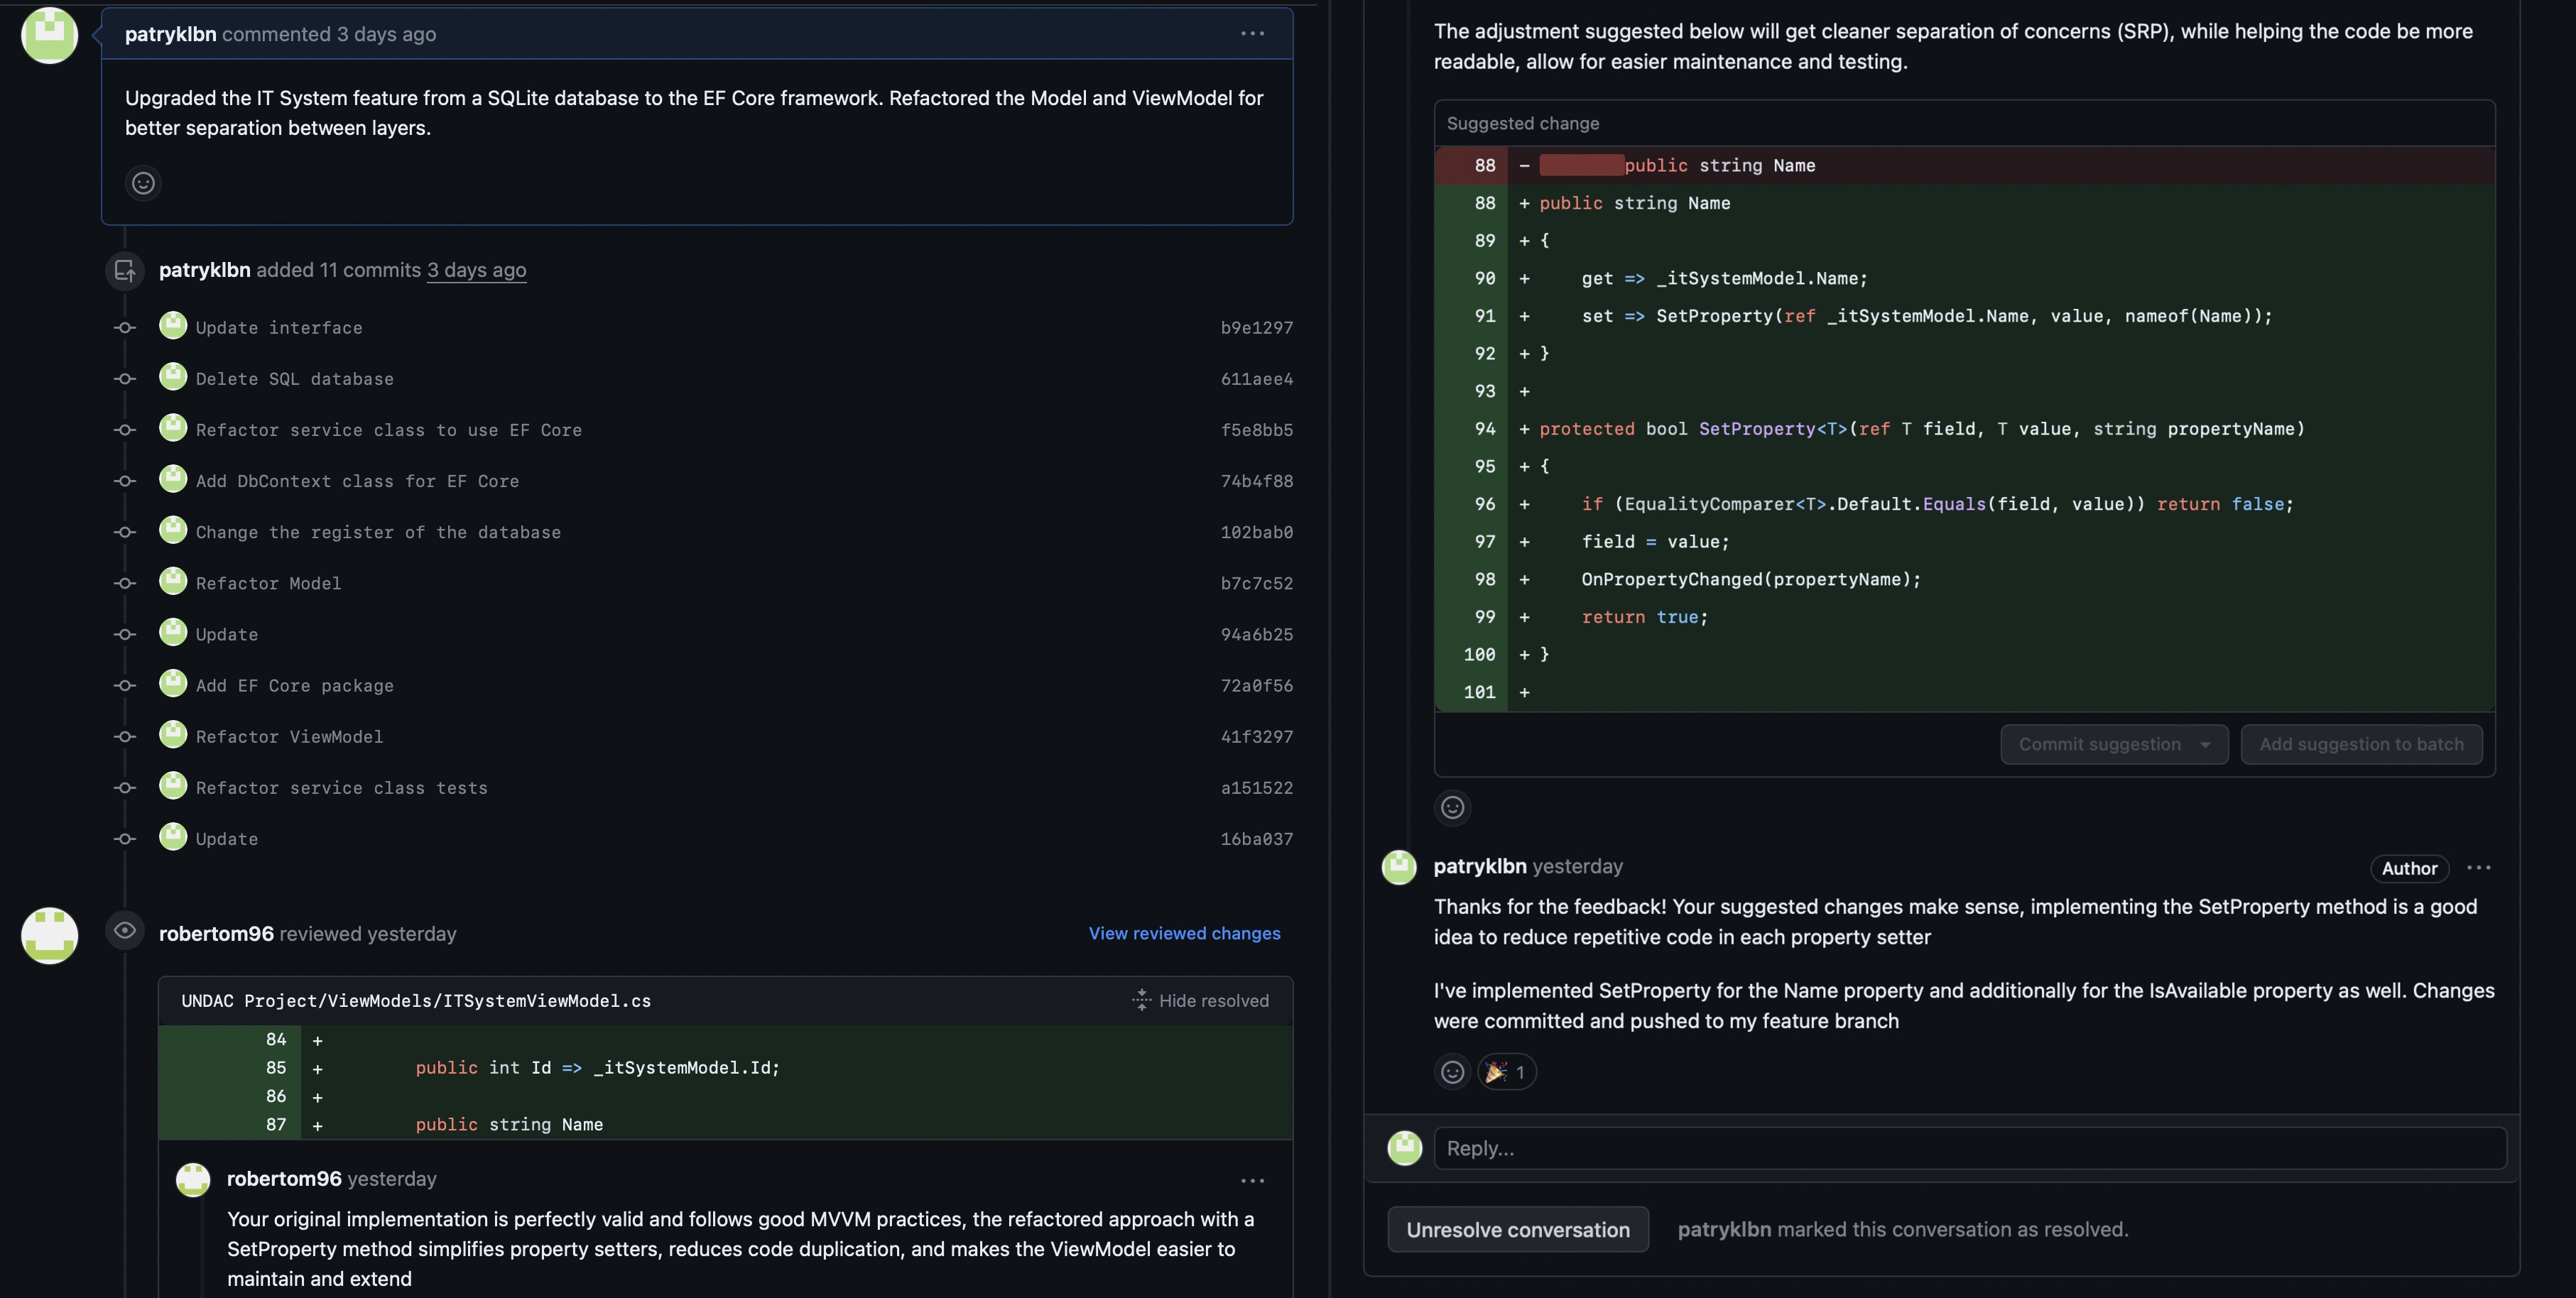 patryklbn commented 3 days ago
Upgraded the IT System feature from a SQLite database to the EF Core framework. Refactored the Model and ViewModel for
better separation between layers.
patryklbn added 11 commits 3 days ago
Update interface b9e1297
Delete SQL database 611aee4
Refactor service class to use EF Core f5e8bb5
Add DbContext class for EF Core 74b4f88
Change the register of the database 102bab0
Refactor Model b7c7c52
Update 94a6b25
Add EF Core package 72a0f56
Refactor ViewModel 41f3297
Refactor service class tests a151522
Update 16ba037
robertom96 reviewed yesterday View reviewed changes
UNDAC Project/ViewModels/ITSystemViewModel.cs Hide resolved
84 +
85 + public int Id => _itSystemModel.Id;
86 +
87 + public string Name
robertom96 yesterday
Your original implementation is perfectly valid and follows good MVVM practices, the refactored approach with a
SetProperty method simplifies property setters, reduces code duplication, and makes the ViewModel easier to
maintain and extend
The adjustment suggested below will get cleaner separation of concerns (SRP), while helping the code be more
readable, allow for easier maintenance and testing.
Suggested change
88 - public string Name
88 + public string Name
89 + {
90 + get => _itSystemModel.Name;
91 + set => SetProperty(ref _itSystemModel.Name, value, nameof(Name));
92 + }
93 +
94 + protected bool SetProperty<T>(ref T field, T value, string propertyName)
95 + {
96 + if (EqualityComparer<T>.Default.Equals(field, value)) return false;
97 + field = value;
98 + OnPropertyChanged(propertyName);
99 + return true;
100 + }
101 +
Commit suggestion Add suggestion to batch
patryklbn yesterday Author
Thanks for the feedback! Your suggested changes make sense, implementing the SetProperty method is a good
idea to reduce repetitive code in each property setter
I've implemented SetProperty for the Name property and additionally for the IsAvailable property as well. Changes
were committed and pushed to my feature branch
1
Reply...
Unresolve conversation patryklbn marked this conversation as resolved.